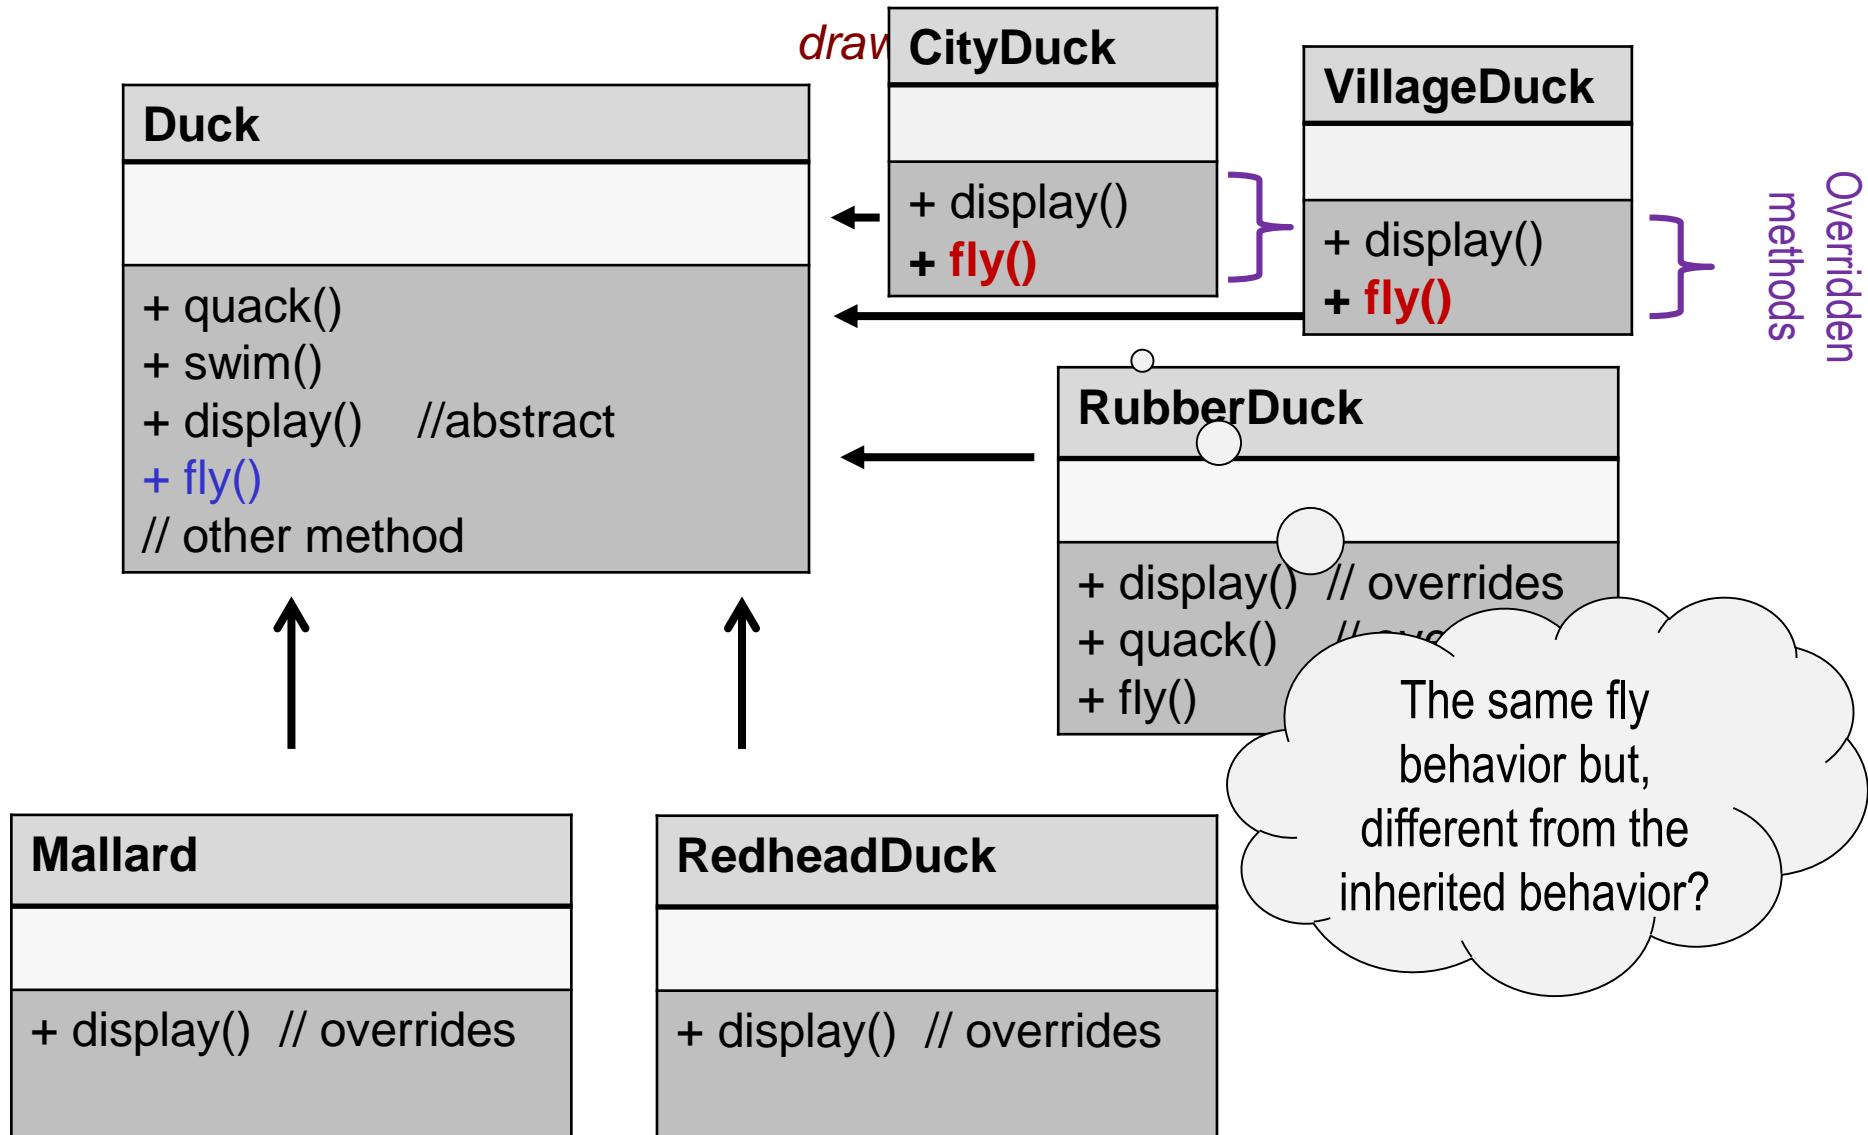 draw
CityDuck
+ display()
+ fly()
VillageDuck
+ display()
+ fly()
Overridden
methods
Duck
+ quack()
+ swim()
+ display() //abstract
+ fly()
// other method
RubberDuck
+ display() // overrides
+ quack() //
+ fly()
The same fly
behavior but,
different from the
inherited behavior?
Mallard
+ display() // overrides
RedheadDuck
+ display() // overrides